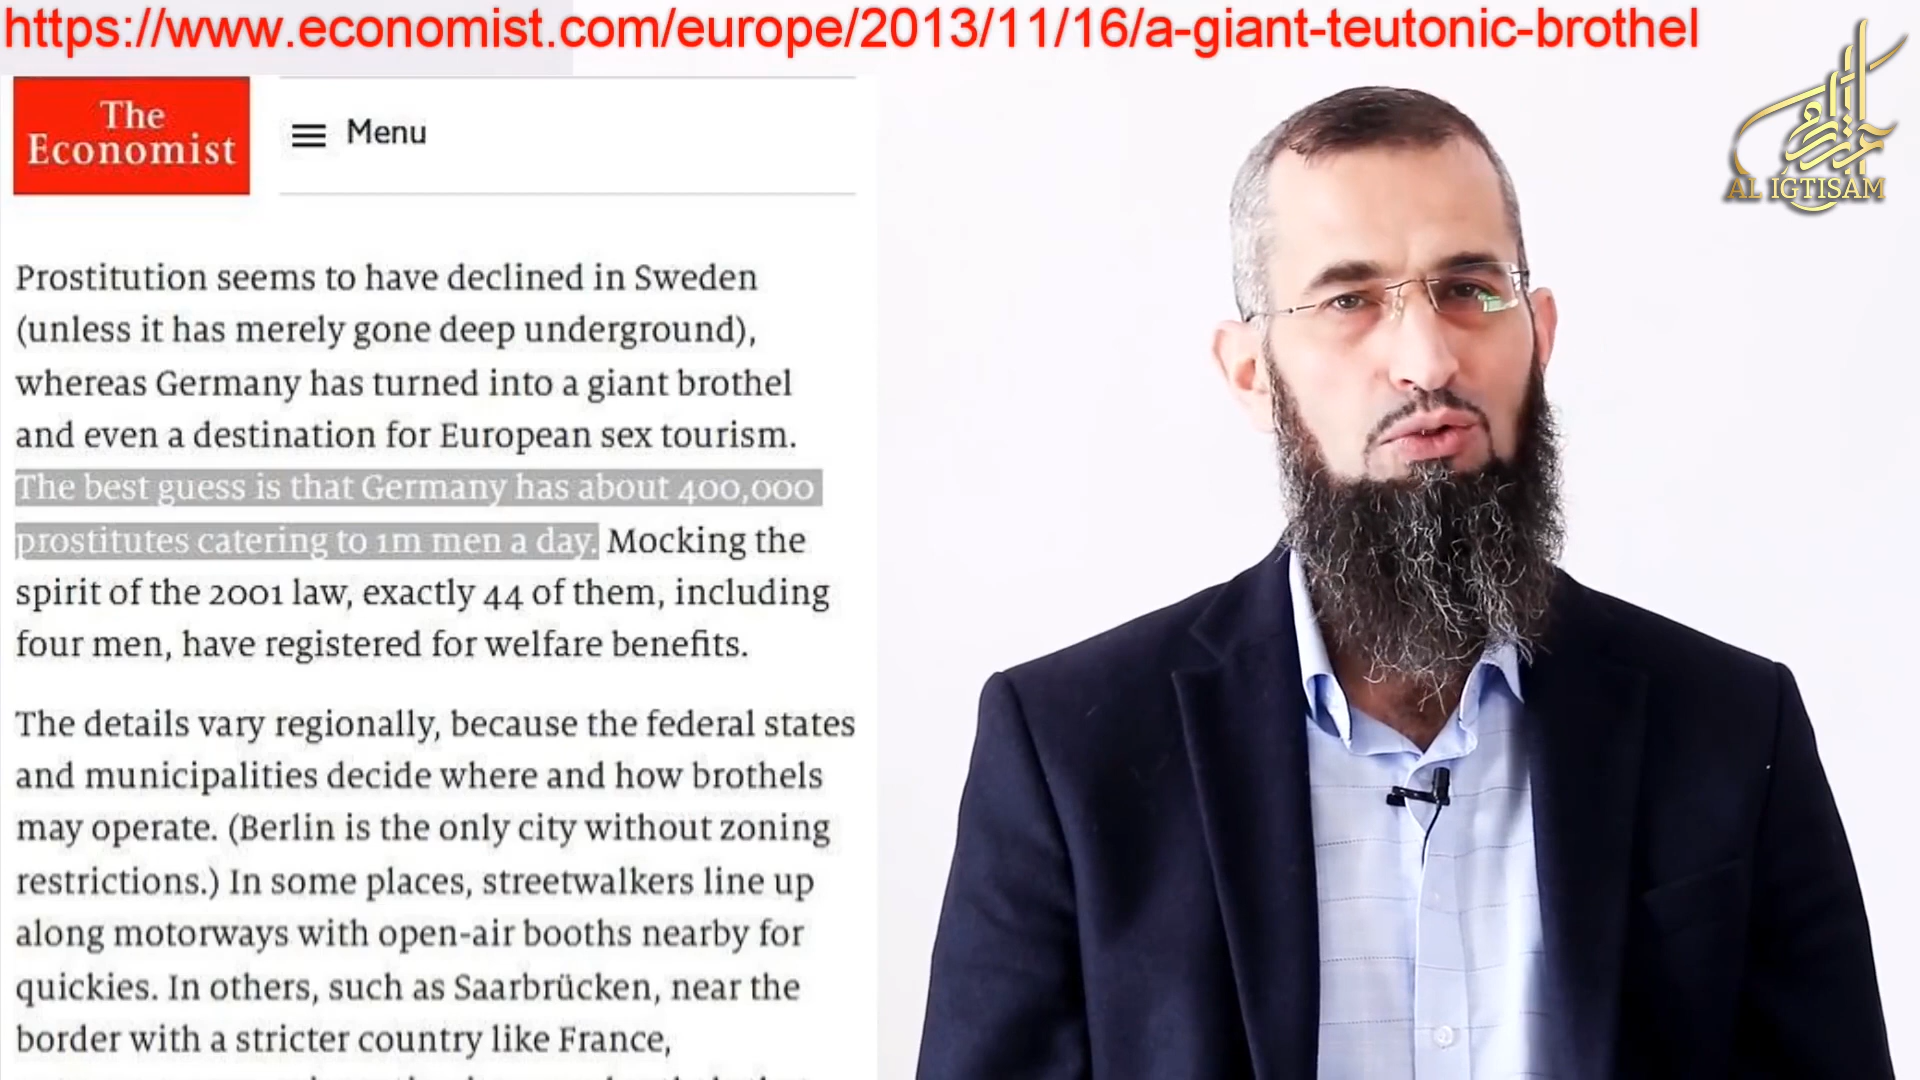 https://www.economist.com/europe/2013/11/16/a-giant-teutonic-brothel
The
Economist
Menu
AL IGTISAM
Prostitution seems to have declined in Sweden
(unless it has merely gone deep underground),
whereas Germany has turned into a giant brothel
and even a destination for European sex tourism.
The best guess is that Germany has about 400,000
prostitutes catering to 1m men a day. Mocking the
spirit of the 2001 law, exactly 44 of them, including
four men, have registered for welfare benefits.
The details vary regionally, because the federal states
and municipalities decide where and how brothels
may operate. (Berlin is the only city without zoning
restrictions.) In some places, streetwalkers line up
along motorways with open-air booths nearby for
quickies. In others, such as Saarbrücken, near the
border with a stricter country like France,